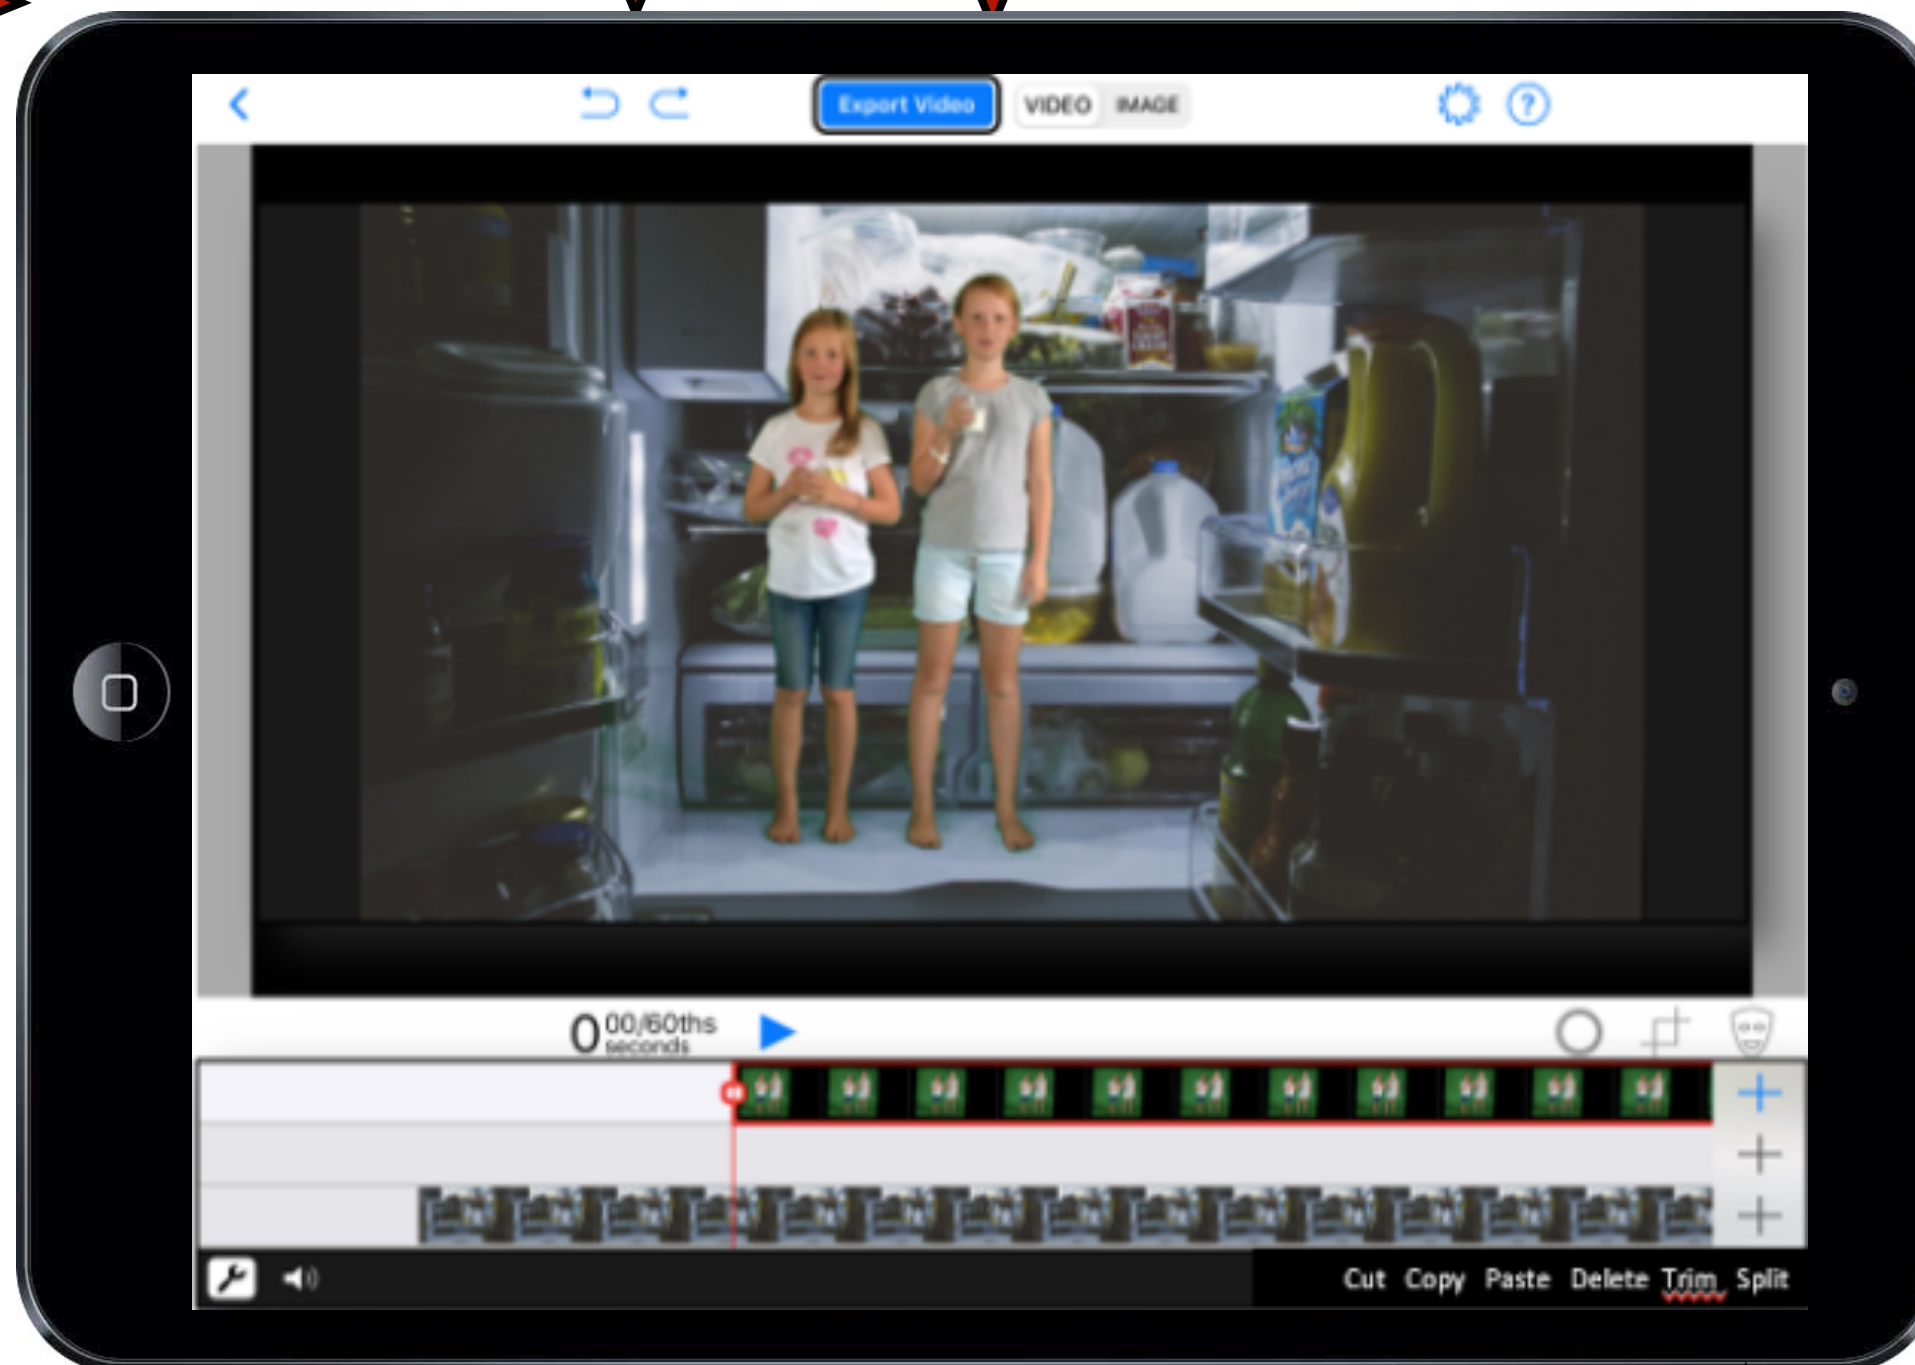 Export Video VIDEO IMAGE ?
0 00/60ths
seconds
Cut Copy Paste Delete Trim Split